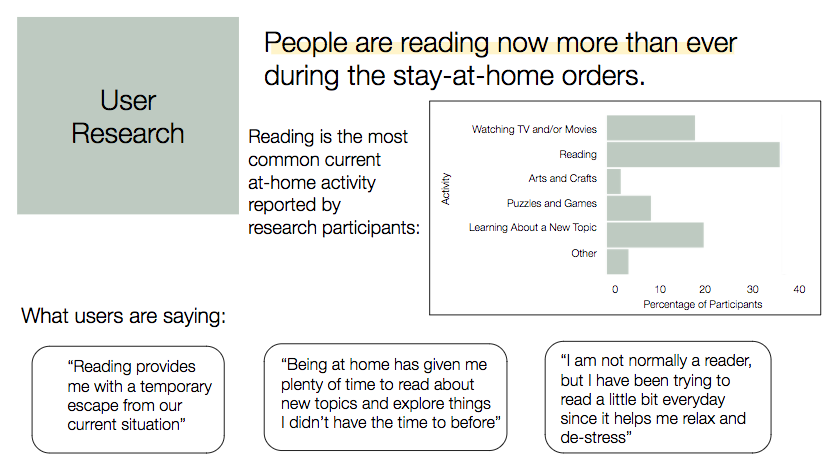 User
Research
People are reading now more than ever
during the stay-at-home orders.
Reading is the most
common current
at-home activity
reported by
research participants:
Activity
Watching TV and/or Movies
Reading
Arts and Crafts
Puzzles and Games
Learning About a New Topic
Other
0 10 20 30 40
Percentage of Participants
What users are saying:
“Reading provides
me with a temporary
escape from our
current situation”
“Being at home has given me
plenty of time to read about
new topics and explore things
I didn’t have the time to before”
“I am not normally a reader,
but I have been trying to
read a little bit everyday
since it helps me relax and
de-stress”